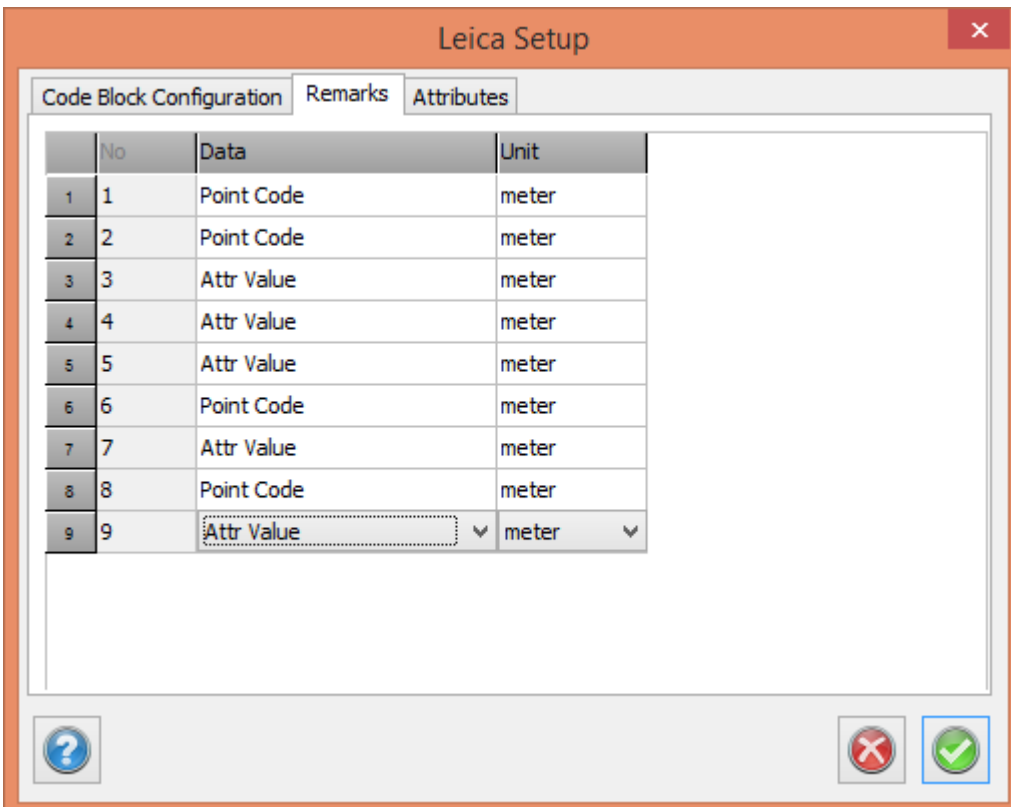 Leica Setup
Code Block Configuration Remarks Attributes
No Data Unit
1 1 Point Code meter
2 2 Point Code meter
3 3 Attr Value meter
4 4 Attr Value meter
5 5 Attr Value meter
6 6 Point Code meter
7 7 Attr Value meter
8 8 Point Code meter
9 9 Attr Value meter